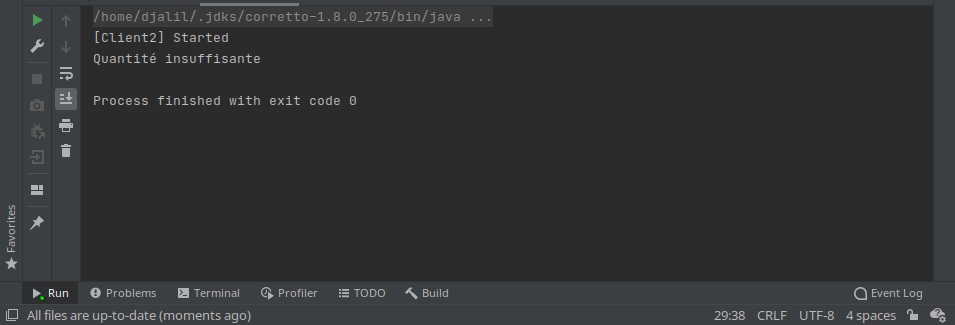 /home/djalil/.jdks/corretto-1.8.0_275/bin/java ...
[Client2] Started
Quantité insuffisante
Process finished with exit code 0
Favorites
Run Problems Terminal Profiler TODO Build Event Log
All files are up-to-date (moments ago) 29:38 CRLF UTF-8 4 spaces